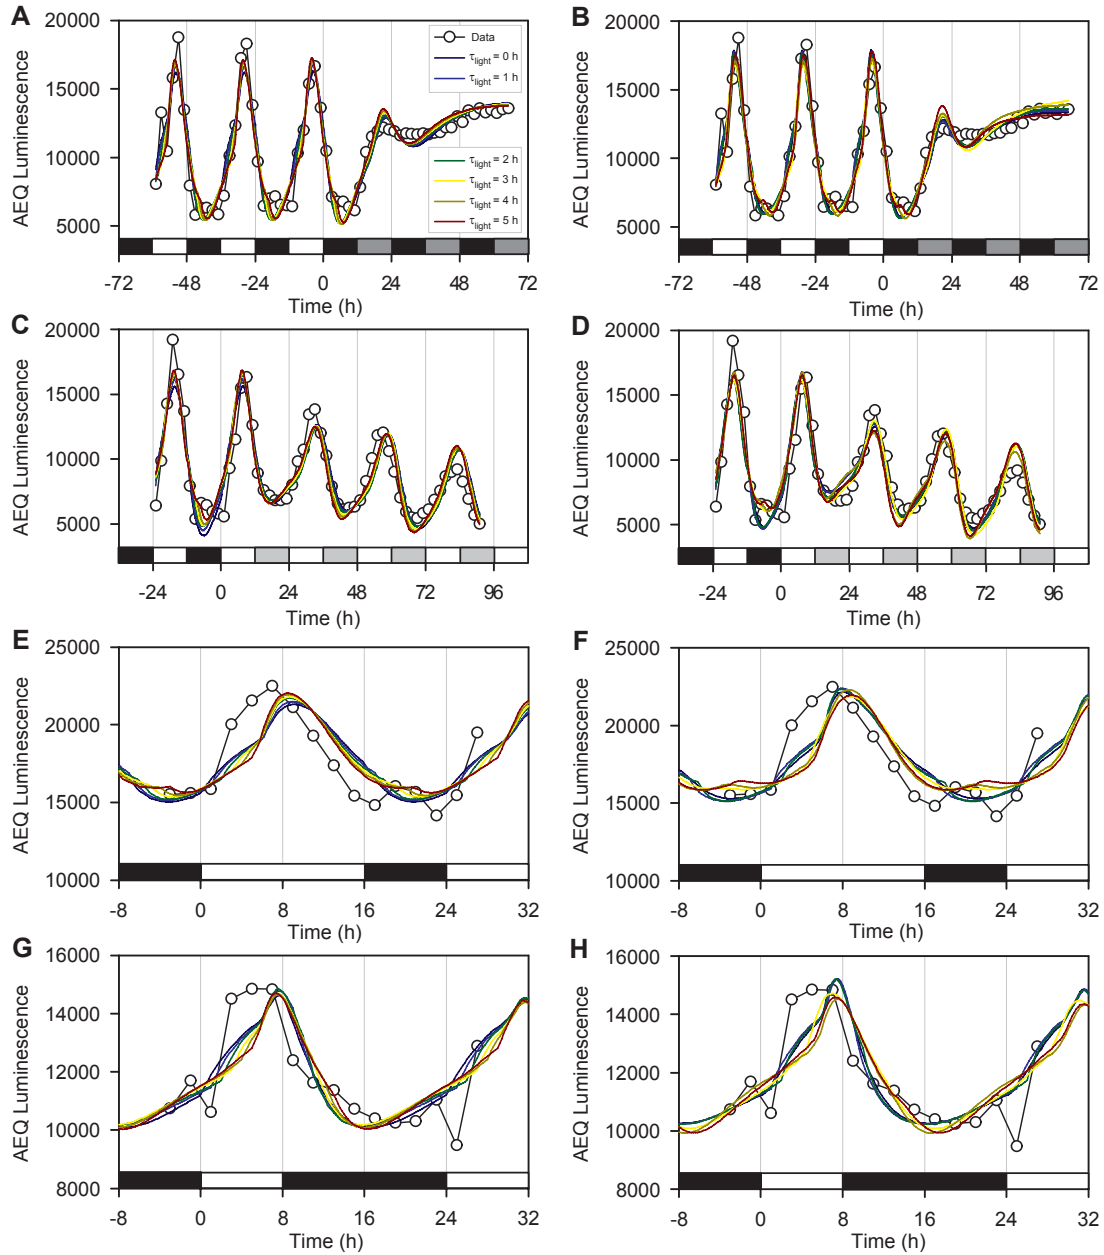 A
AEQ Luminescence
20000
15000
10000
5000
Data
τlight = 0 h
τlight = 1 h
τlight = 2 h
τlight = 3 h
τlight = 4 h
τlight = 5 h
-72 -48 -24 0 24 48 72
Time (h)
B
AEQ Luminescence
20000
15000
10000
5000
-72 -48 -24 0 24 48 72
Time (h)
C
AEQ Luminescence
20000
15000
10000
5000
-24 0 24 48 72 96
Time (h)
D
AEQ Luminescence
20000
15000
10000
5000
-24 0 24 48 72 96
Time (h)
E
AEQ Luminescence
25000
20000
15000
10000
-8 0 8 16 24 32
Time (h)
F
AEQ Luminescence
25000
20000
15000
10000
-8 0 8 16 24 32
Time (h)
G
AEQ Luminescence
16000
14000
12000
10000
8000
-8 0 8 16 24 32
Time (h)
H
AEQ Luminescence
16000
14000
12000
10000
8000
-8 0 8 16 24 32
Time (h)